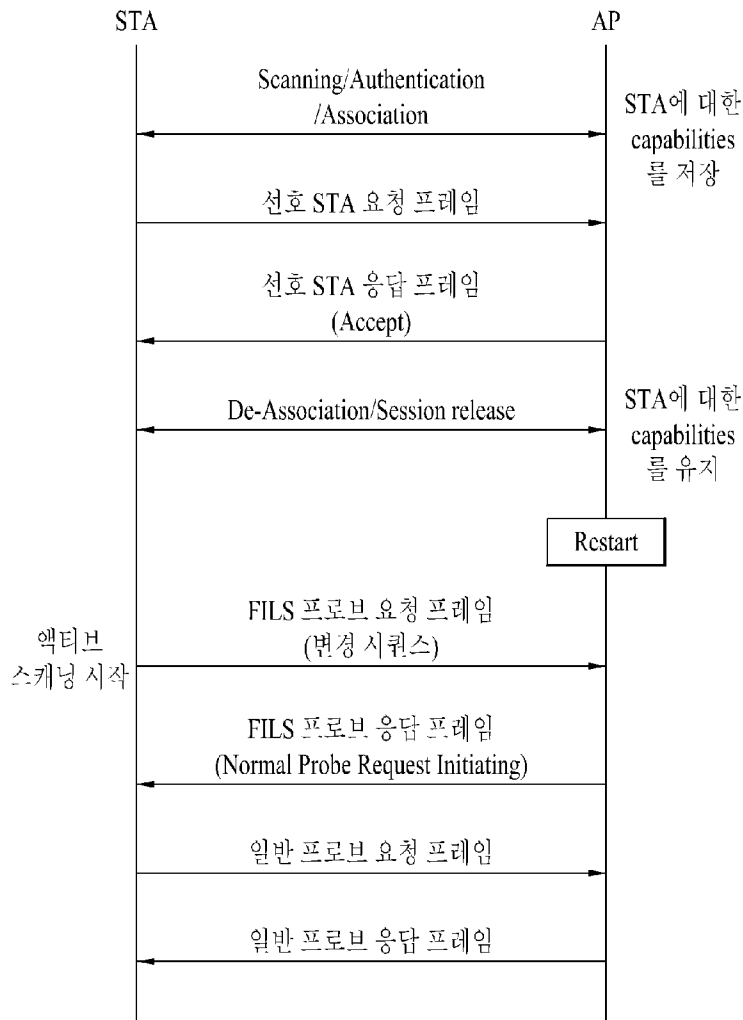 STA
AP
Scanning/Authentication
/Association
STA에 대한
capabilities
를 저장
선호 STA 요청 프레임
선호 STA 응답 프레임
(Accept)
De-Association/Session release
STA에 대한
capabilities
를 유지
Restart
FILS 프로브 요청 프레임
(변경 시퀀스)
액티브
스캐닝 시작
FILS 프로브 응답 프레임
(Normal Probe Request Initiating)
일반 프로브 요청 프레임
일반 프로브 응답 프레임